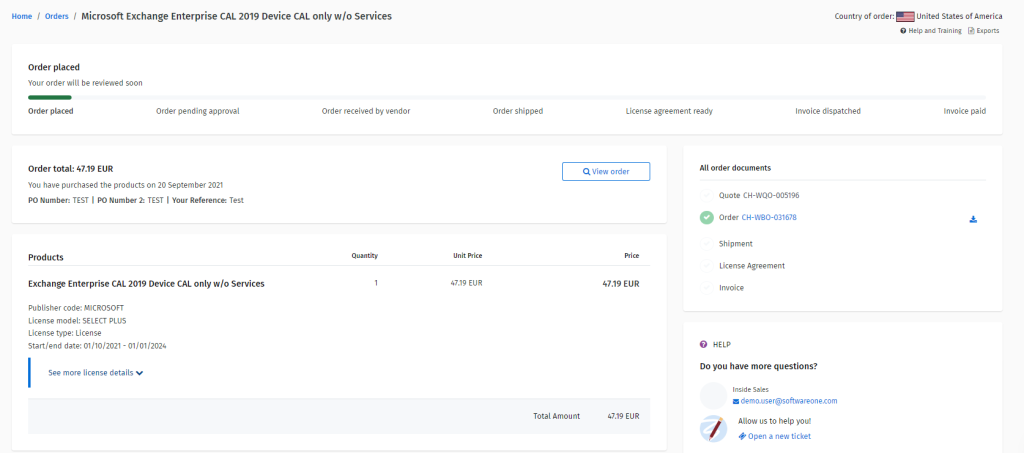 Home / Orders / Microsoft Exchange Enterprise CAL 2019 Device CAL only w/o Services
Country of order: United States of America
Help and Training Exports
Order placed
Your order will be reviewed soon
Order placed Order pending approval Order received by vendor Order shipped License agreement ready Invoice dispatched Invoice paid
Order total: 47.19 EUR
You have purchased the products on 20 September 2021
PO Number: TEST | PO Number 2: TEST | Your Reference: Test
View order
Products Quantity Unit Price Price
Exchange Enterprise CAL 2019 Device CAL only w/o Services 1 47.19 EUR 47.19 EUR
Publisher code: MICROSOFT
License model: SELECT PLUS
License type: License
Start/end date: 01/10/2021 - 01/01/2024
See more license details
Total Amount 47.19 EUR
All order documents
Quote CH-WQO-005196
Order CH-WBO-031678
Shipment
License Agreement
Invoice
HELP
Do you have more questions?
Inside Sales
demo.user@softwareone.com
Allow us to help you!
Open a new ticket